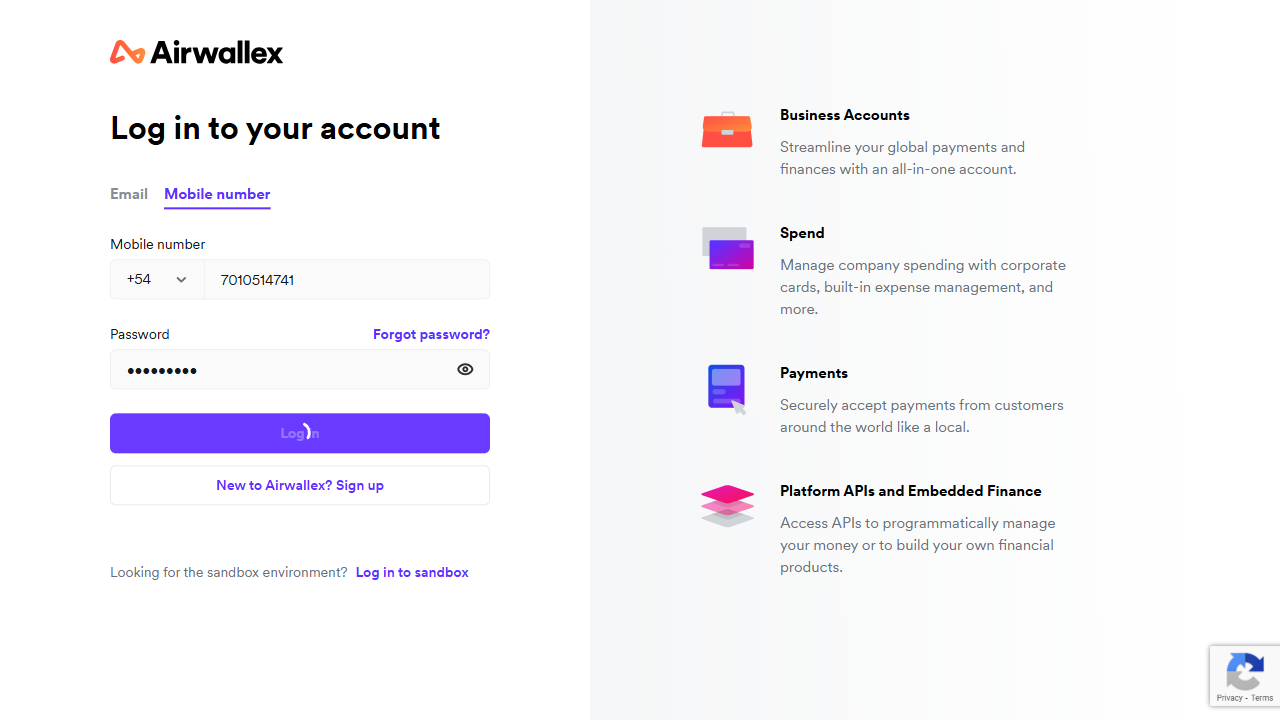 Airwallex
Log in to your account
Email
Mobile number
Mobile number
+54
7010514741
Password
Forgot password?
•••••••••
Log in
New to Airwallex? Sign up
Looking for the sandbox environment? Log in to sandbox
Business Accounts
Streamline your global payments and
finances with an all-in-one account.
Spend
Manage company spending with corporate
cards, built-in expense management, and
more.
Payments
Securely accept payments from customers
around the world like a local.
Platform APIs and Embedded Finance
Access APIs to programmatically manage
your money or to build your own financial
products.
Privacy - Terms